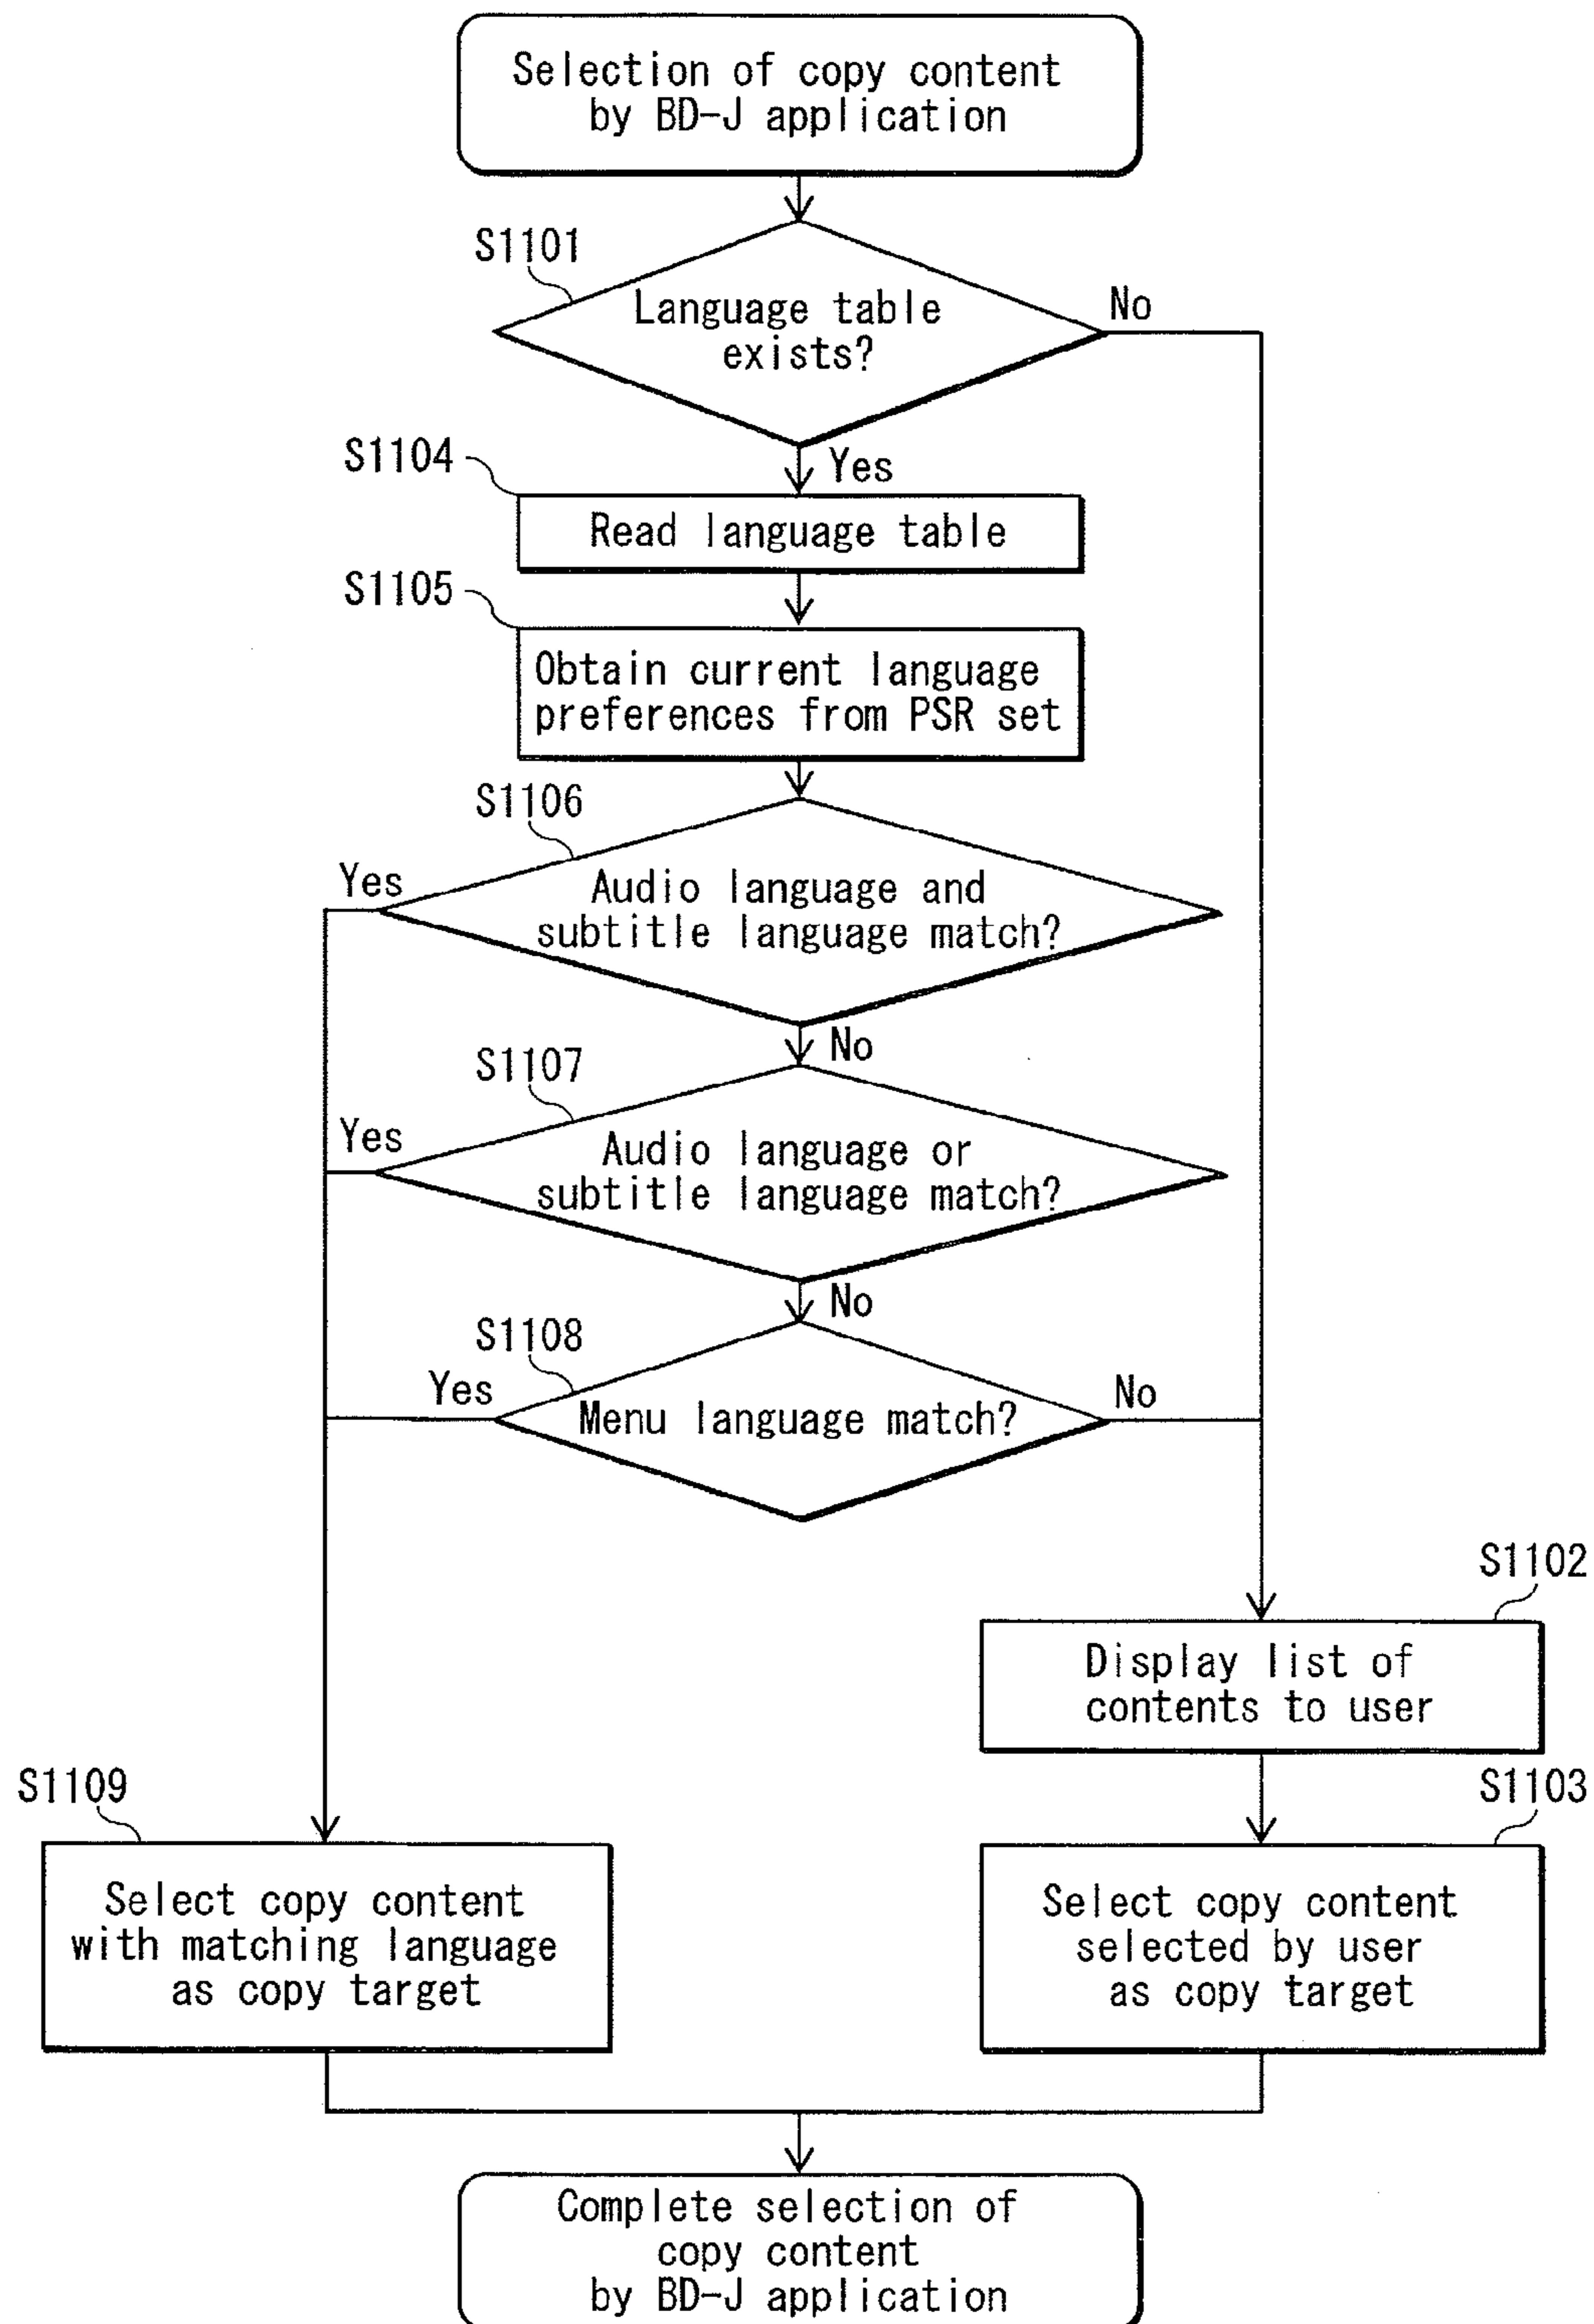 Selection of copy content
by BD-J application
S1101
Language table
exists?
No
Yes
S1104
Read language table
S1105
Obtain current language
preferences from PSR set
S1106
Yes
Audio language and
subtitle language match?
No
S1107
Yes
Audio language or
subtitle language match?
No
S1108
Yes
Menu language match?
No
S1102
Display list of
contents to user
S1109
Select copy content
with matching language
as copy target
S1103
Select copy content
selected by user
as copy target
Complete selection of
copy content
by BD-J application